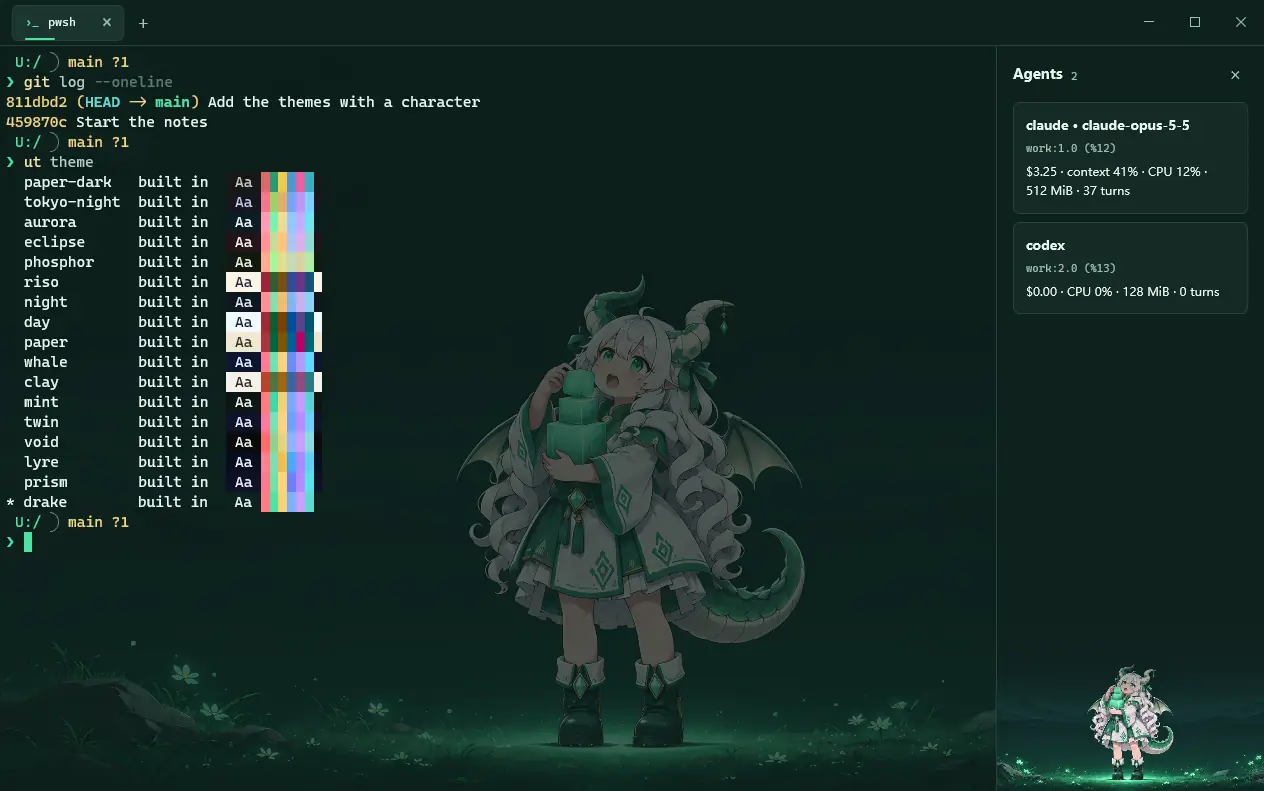 ›_ pwsh × +
U:/ main ?1
❯ git log --oneline
811dbd2 (HEAD -> main) Add the themes with a character
459870c Start the notes
U:/ main ?1
❯ ut theme
paper-dark built in Aa
tokyo-night built in Aa
aurora built in Aa
eclipse built in Aa
phosphor built in Aa
riso built in Aa
night built in Aa
day built in Aa
paper built in Aa
whale built in Aa
clay built in Aa
mint built in Aa
twin built in Aa
void built in Aa
lyre built in Aa
prism built in Aa
* drake built in Aa
U:/ main ?1
❯
Agents 2
claude • claude-opus-5-5
work:1.0 (%12)
$3.25 · context 41% · CPU 12% ·
512 MiB · 37 turns
codex
work:2.0 (%13)
$0.00 · CPU 0% · 128 MiB · 0 turns